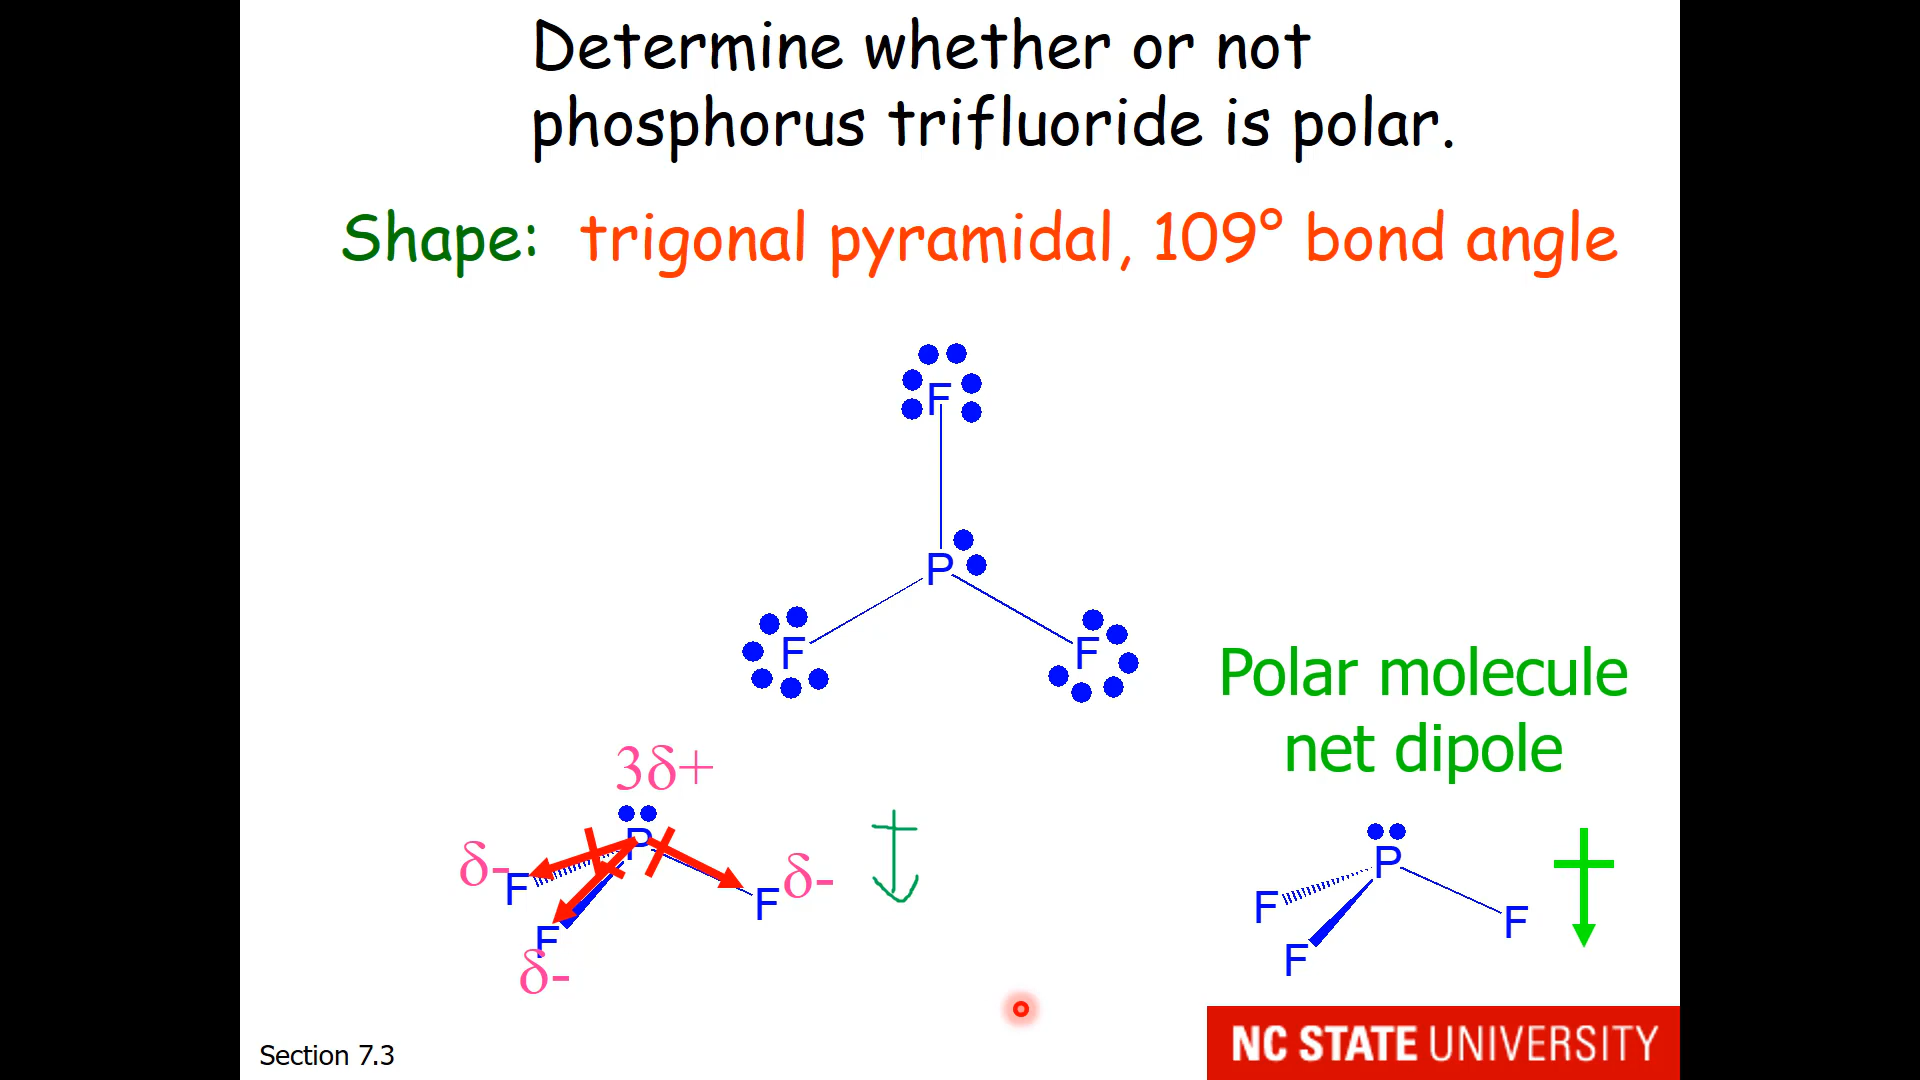 Determine whether or not
phosphorus trifluoride is polar.
Shape: trigonal pyramidal, 109° bond angle
F
P
F F
Polar molecule
net dipole
3δ+
P
δ- F
F δ-
F
δ-
P
F
F
F
Section 7.3
NC STATE UNIVERSITY